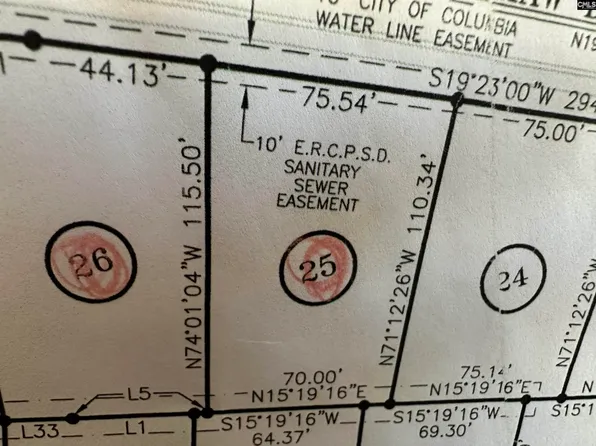 CITY OF COLUMBIA
WATER LINE EASEMENT
CMLS
N19
44.13'
75.54'
S19°23'00"W 294
75.00'
10' E.R.C.P.S.D.
SANITARY
SEWER
EASEMENT
N74°01'04"W 115.50'
N71°12'26"W 110.34'
N71°12'26"W
26
25
24
70.00'
N15°19'16"E
75.14'
N15°19'16"E
L5
L33
L1
S15°19'16"W
64.37'
S15°19'16"W
69.30'
S15°1